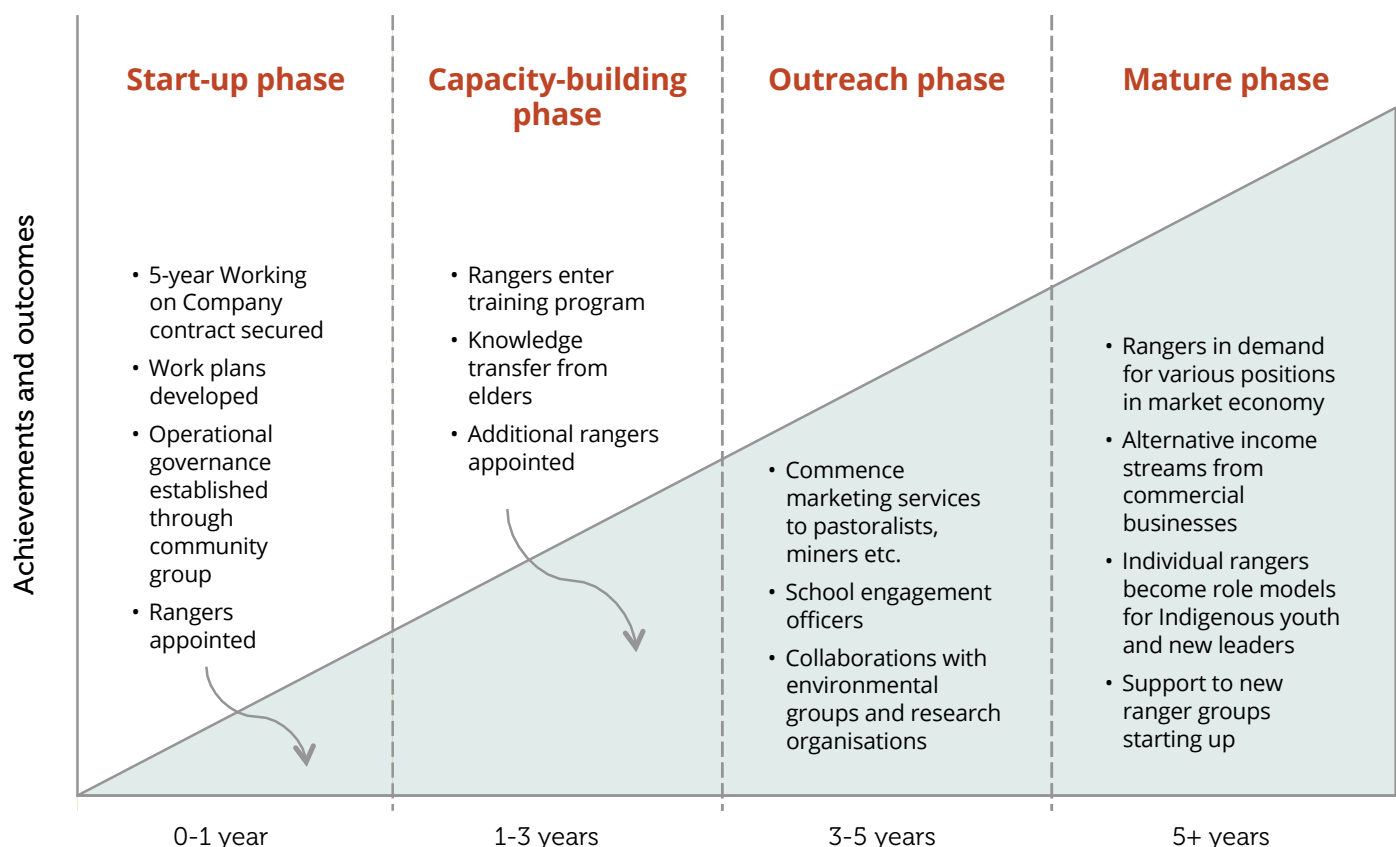 Achievements and outcomes
Start-up phase
• 5-year Working
on Company
contract secured
• Work plans
developed
• Operational
governance
established
through
community
group
• Rangers
appointed
0-1 year
Capacity-building
phase
• Rangers enter
training program
• Knowledge
transfer from
elders
• Additional rangers
appointed
1-3 years
Outreach phase
• Commence
marketing services
to pastoralists,
miners etc.
• School engagement
officers
• Collaborations with
environmental
groups and research
organisations
3-5 years
Mature phase
• Rangers in demand
for various positions
in market economy
• Alternative income
streams from
commercial
businesses
• Individual rangers
become role models
for Indigenous youth
and new leaders
• Support to new
ranger groups
starting up
5+ years